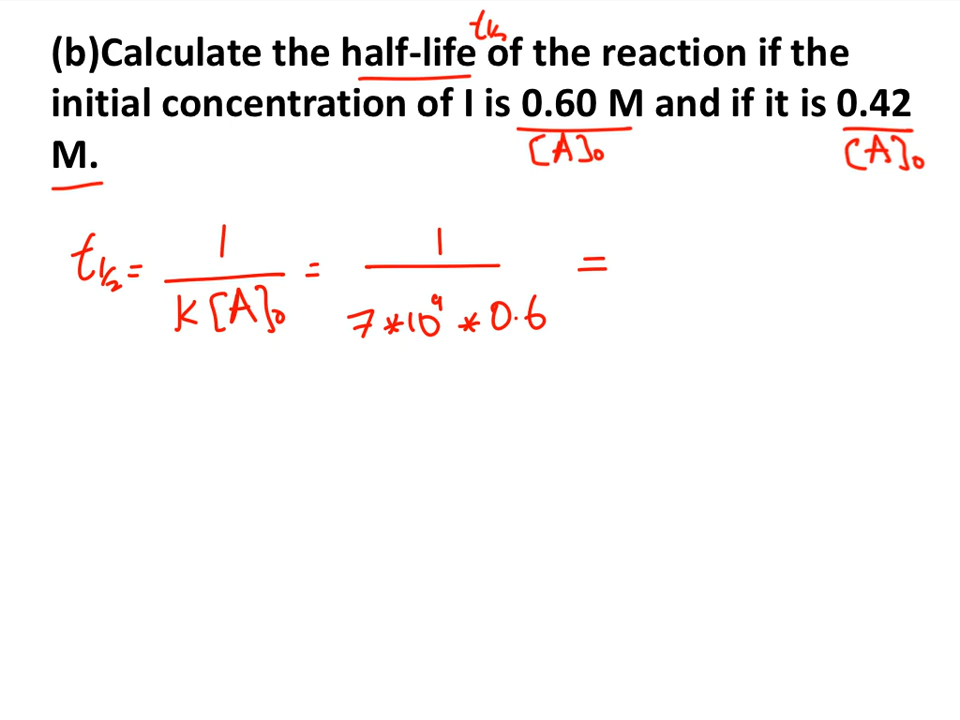 t½
(b)Calculate the half-life of the reaction if the
initial concentration of I is 0.60 M and if it is 0.42
M.
[A]₀ [A]₀
t½ = 1 / K[A]₀ = 1 / 7*10⁹ * 0.6 =